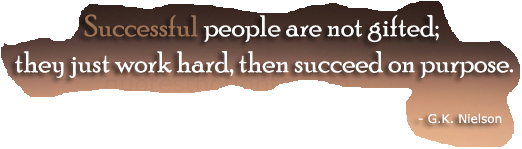 Successful people are not gifted;
they just work hard, then succeed on purpose.
- G.K. Nielson